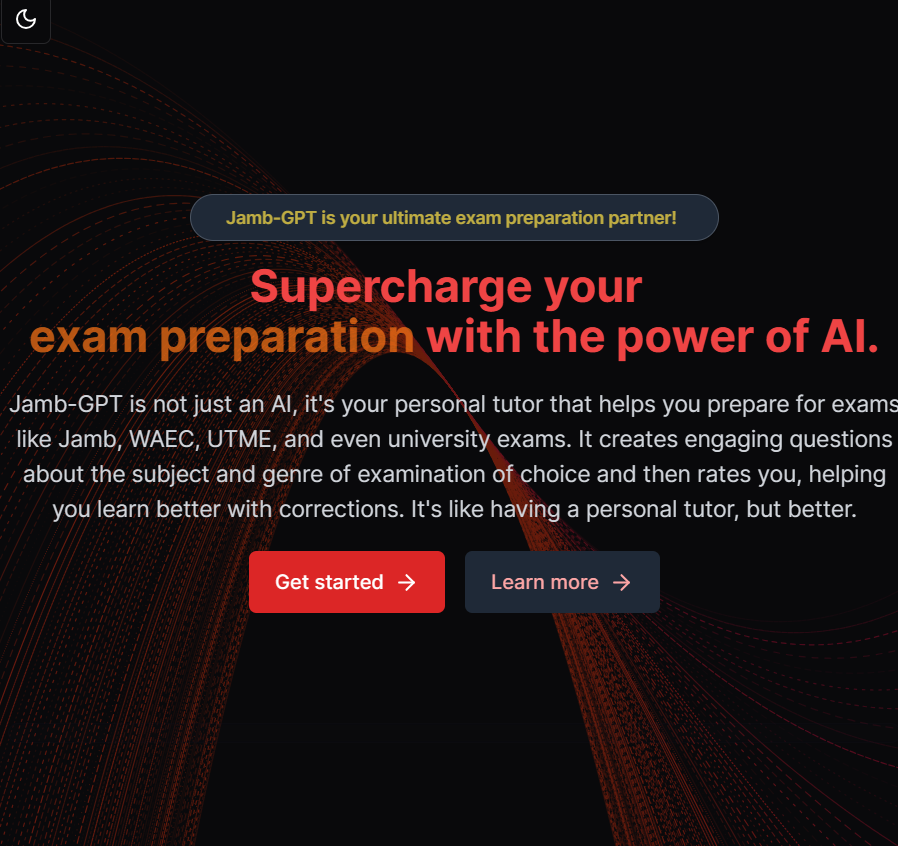 Jamb-GPT is your ultimate exam preparation partner!
Supercharge your
exam preparation with the power of AI.
Jamb-GPT is not just an AI, it's your personal tutor that helps you prepare for exams
like Jamb, WAEC, UTME, and even university exams. It creates engaging questions
about the subject and genre of examination of choice and then rates you, helping
you learn better with corrections. It's like having a personal tutor, but better.
Get started
Learn more